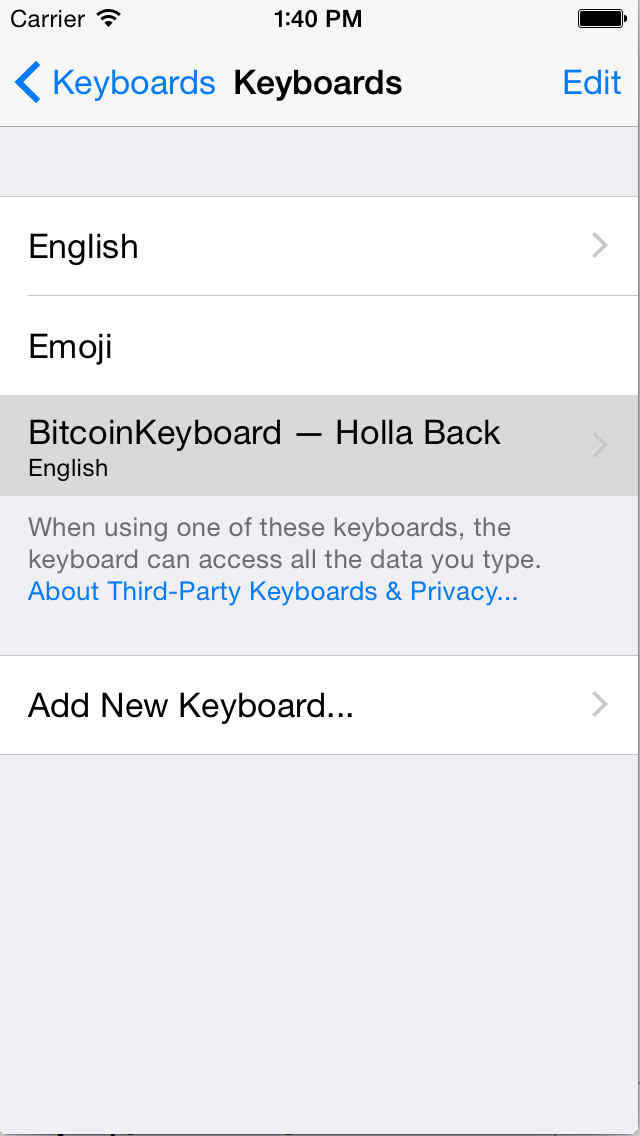 Carrier 1:40 PM
Keyboards Keyboards Edit
English
Emoji
BitcoinKeyboard — Holla Back
English
When using one of these keyboards, the
keyboard can access all the data you type.
About Third-Party Keyboards & Privacy...
Add New Keyboard...